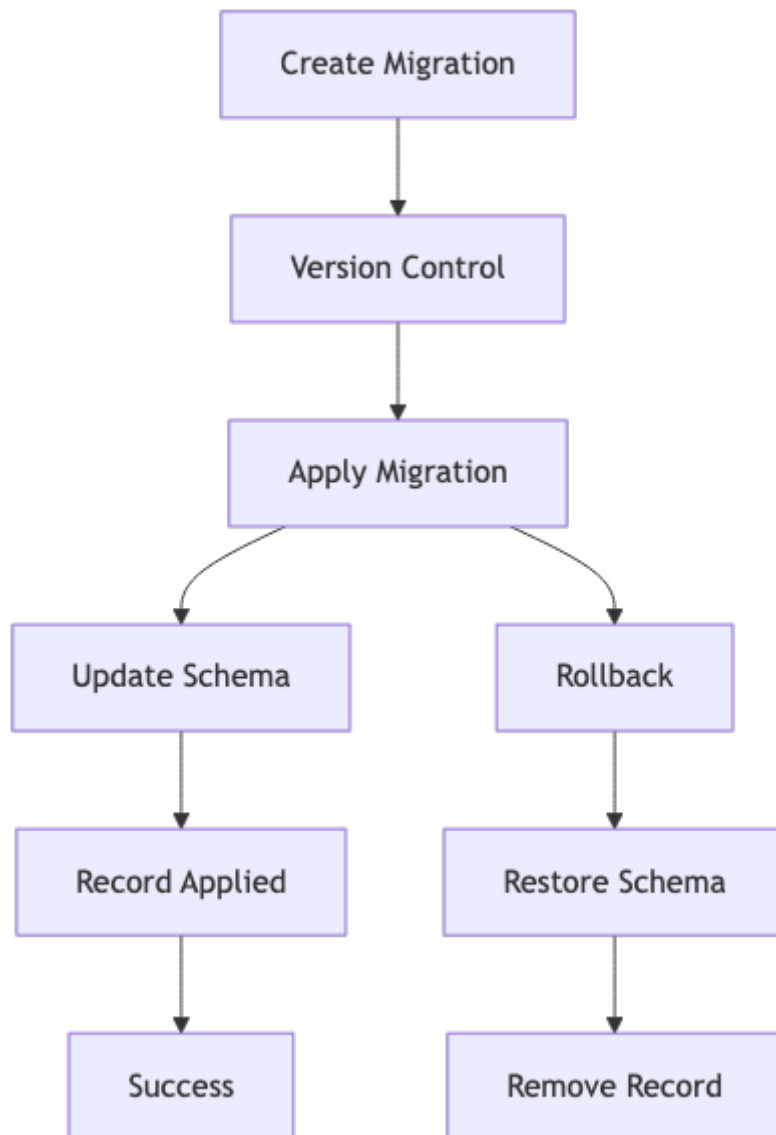 Create Migration
Version Control
Apply Migration
Update Schema
Rollback
Record Applied
Restore Schema
Success
Remove Record